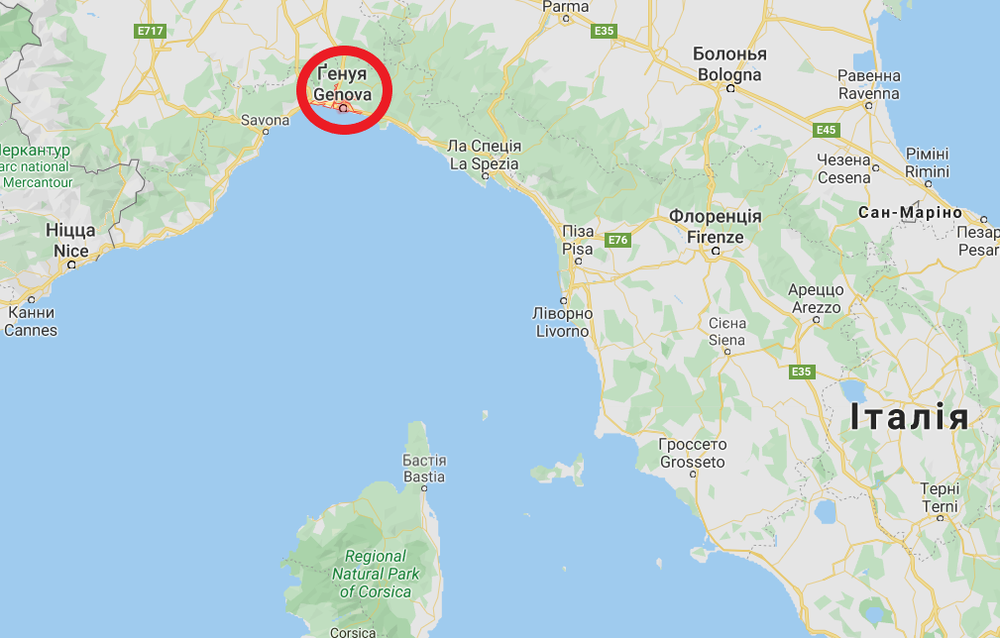 Parma
E717
E35
Болонья
Bologna
Ґенуя
Genova
Равенна
Ravenna
Savona
E45
Ла Специя
La Spezia
Чезена
Cesena
Ріміні
Rimini
Меркантур
arc national
Mercantour
Сан-Маріно
Флоренція
Firenze
Ніцца
Nice
Піза
Pisa
E76
Пезар
Pesar
Ареццо
Arezzo
Канни
Cannes
Ліворно
Livorno
Сієна
Siena
E35
Італія
Гроссето
Grosseto
Бастія
Bastia
Терні
Terni
Regional
Natural Park
of Corsica
Corsica